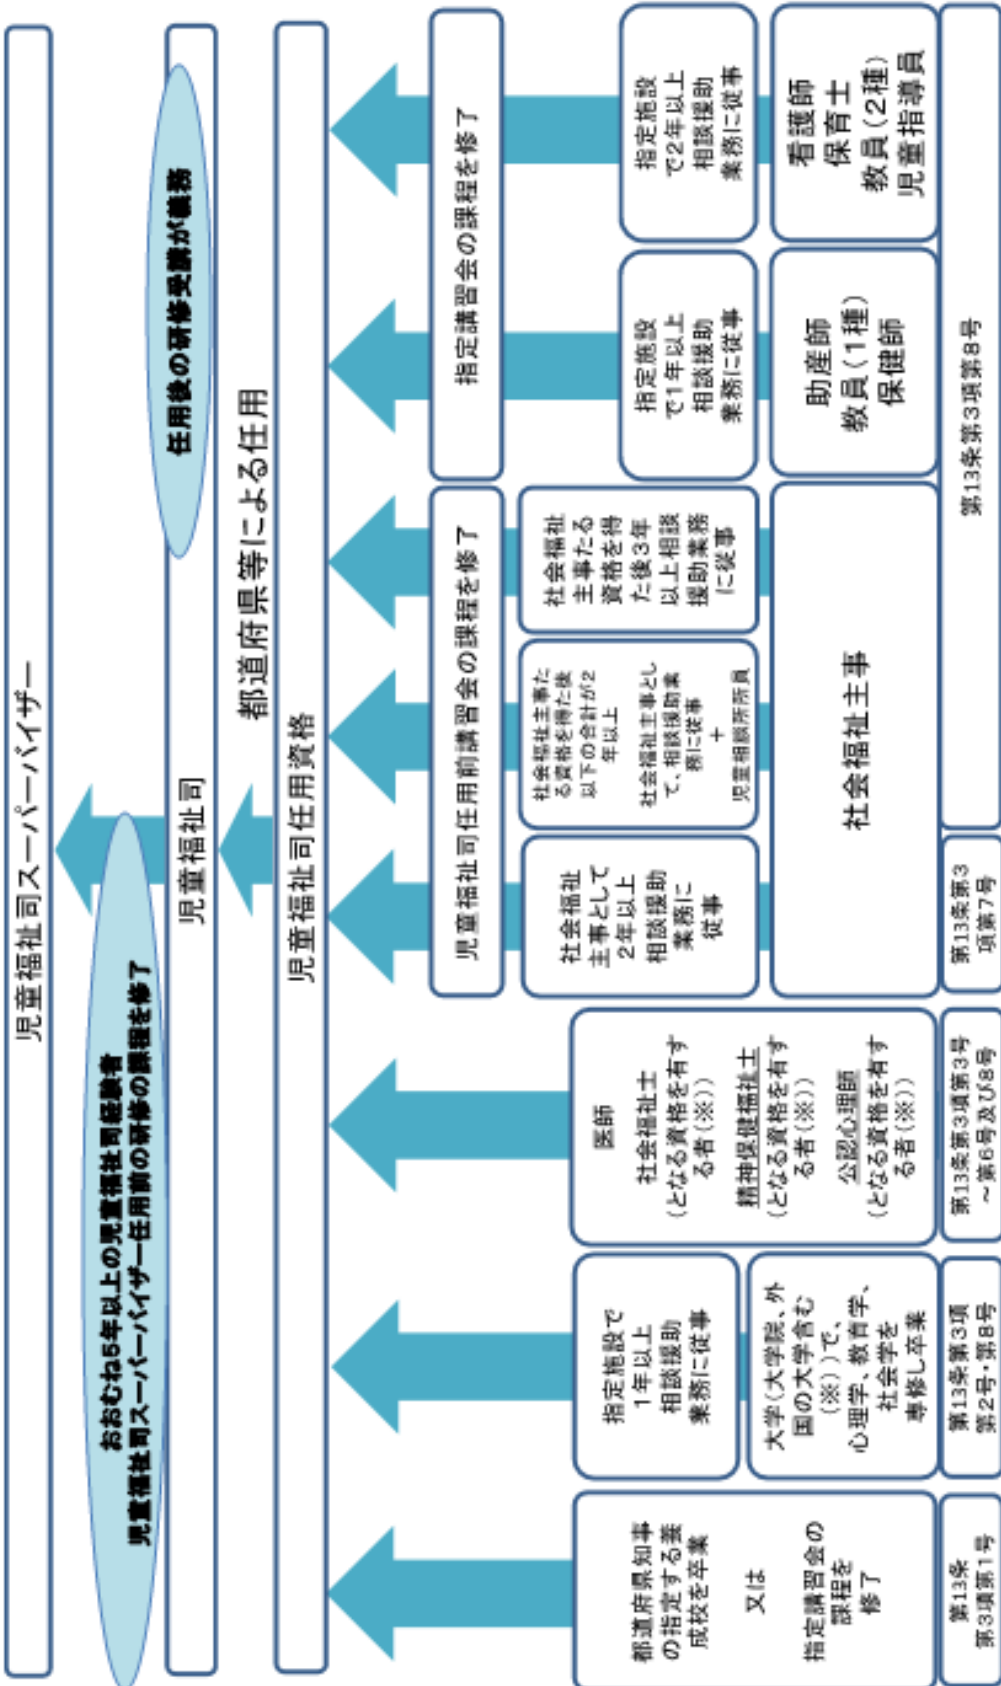 児童福祉司スーパーバイザー
おおむね5年以上の児童福祉司経験者
児童福祉司スーパーバイザー任用前の研修の課程を修了
児童福祉司
任用後の研修受講が義務
都道府県等による任用
児童福祉司任用資格
児童福祉司任用前講習会の課程を修了
指定講習会の課程を修了
都道府県知事
の指定する養
成校を卒業
又は
指定講習会の
課程を
修了
第13条
第3項第1号
指定施設で
1年以上
相談援助
業務に従事
大学(大学院、外
国の大学含む
(※))で、
心理学、教育学、
社会学を
専修し卒業
第13条第3項
第2号・第8号
医師
社会福祉士
(となる資格を有す
る者(※))
精神保健福祉士
(となる資格を有す
る者(※))
公認心理師
(となる資格を有す
る者(※))
第13条第3項第3号
~第6号及び8号
社会福祉
主事として
2年以上
相談援助
業務に
従事
社会福祉主事た
る資格を得た後
以下の合計が2
年以上
社会福祉主事とし
て、相談援助業
務に従事
+
児童相談所所員
社会福祉
主事たる
資格を得
た後3年
以上相談
援助業務
に従事
社会福祉主事
第13条第3
項第7号
指定施設
で1年以上
相談援助
業務に従事
助産師
教員(1種)
保健師
指定施設
で2年以上
相談援助
業務に従事
看護師
保育士
教員(2種)
児童指導員
第13条第3項第8号